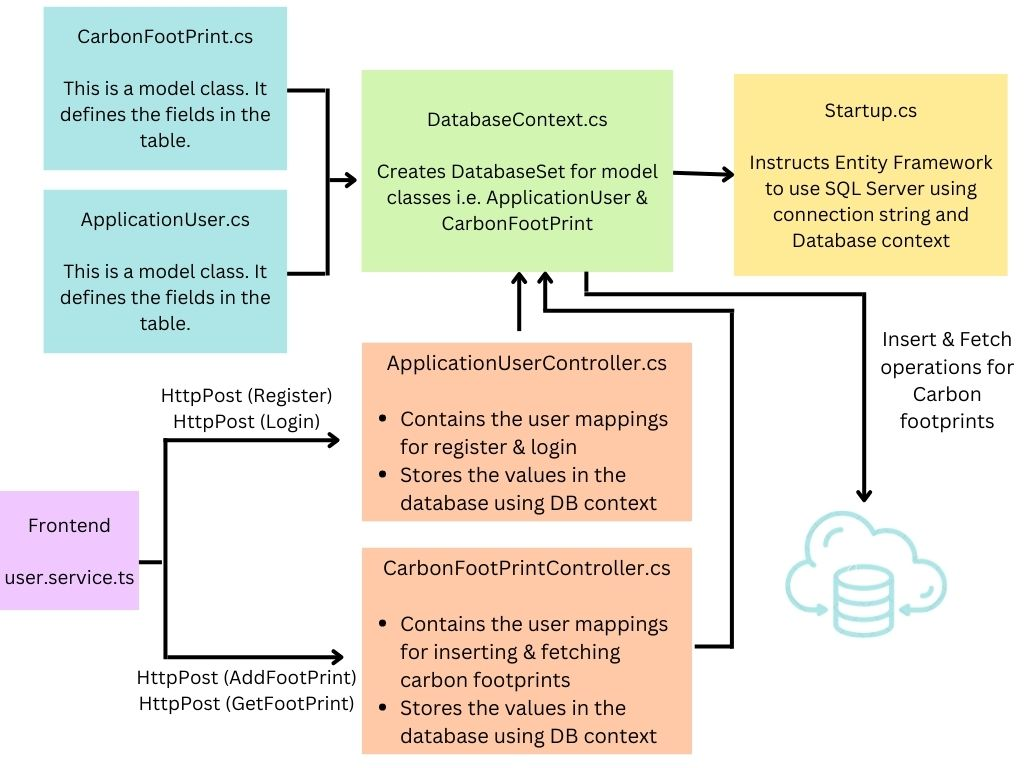 CarbonFootPrint.cs
This is a model class. It
defines the fields in the
table.
ApplicationUser.cs
This is a model class. It
defines the fields in the
table.
DatabaseContext.cs
Creates DatabaseSet for model
classes i.e. ApplicationUser &
CarbonFootPrint
Startup.cs
Instructs Entity Framework
to use SQL Server using
connection string and
Database context
Insert & Fetch
operations for
Carbon
footprints
HttpPost (Register)
HttpPost (Login)
ApplicationUserController.cs
• Contains the user mappings
for register & login
• Stores the values in the
database using DB context
Frontend
user.service.ts
HttpPost (AddFootPrint)
HttpPost (GetFootPrint)
CarbonFootPrintController.cs
• Contains the user mappings
for inserting & fetching
carbon footprints
• Stores the values in the
database using DB context